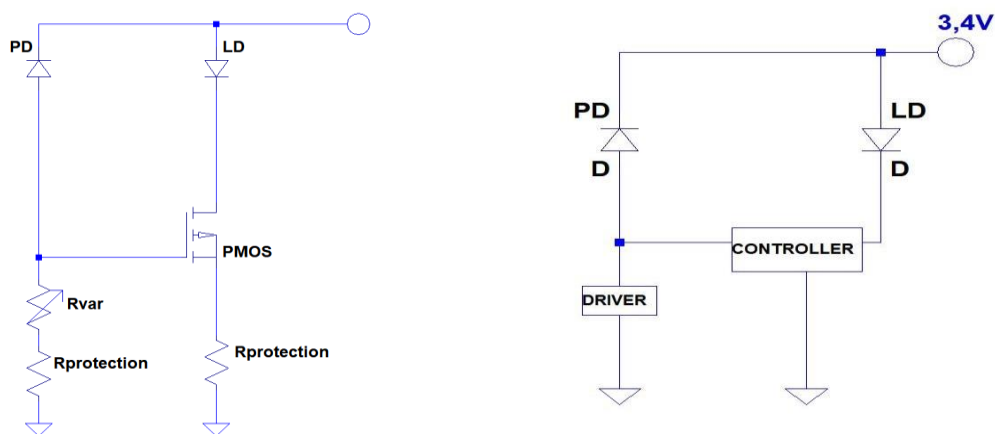 PD
LD
PMOS
Rvar
Rprotection
Rprotection
3,4V
PD
LD
D
D
CONTROLLER
DRIVER